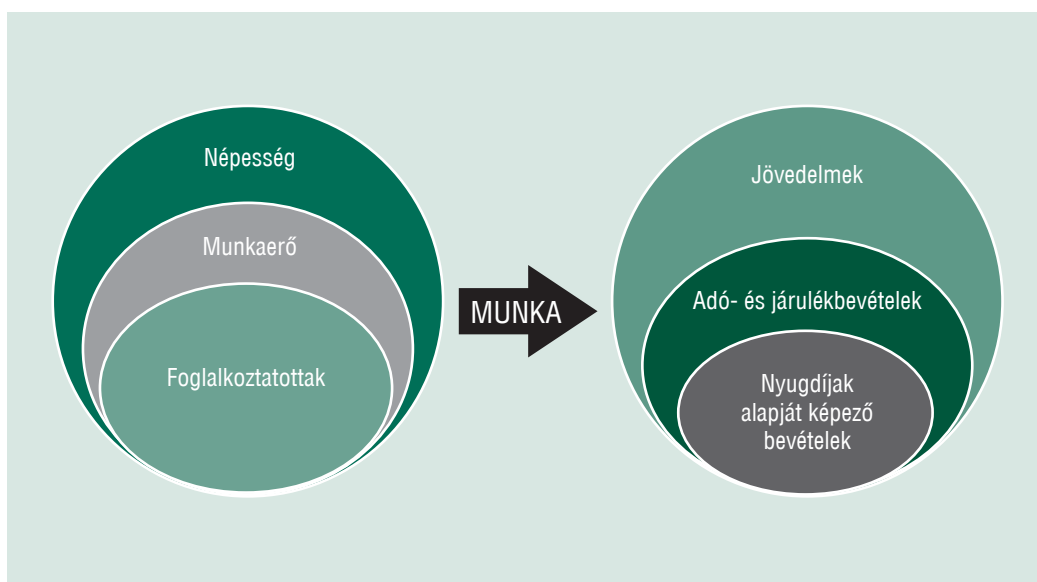 Népesség
Munkaerő
Foglalkoztatottak
MUNKA
Jövedelmek
Adó- és járulékbevételek
Nyugdíjak
alapját képező
bevételek